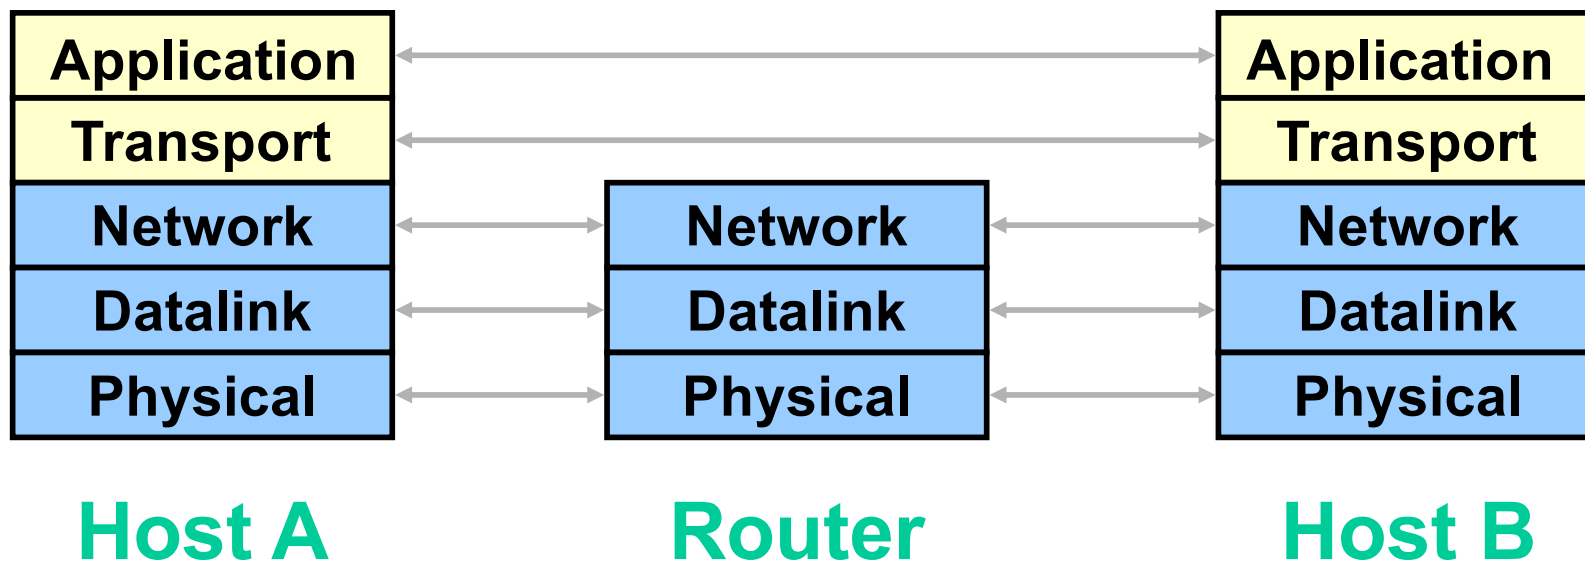 Application Application
Transport Transport
Network Network Network
Datalink Datalink Datalink
Physical Physical Physical
Host A Router Host B